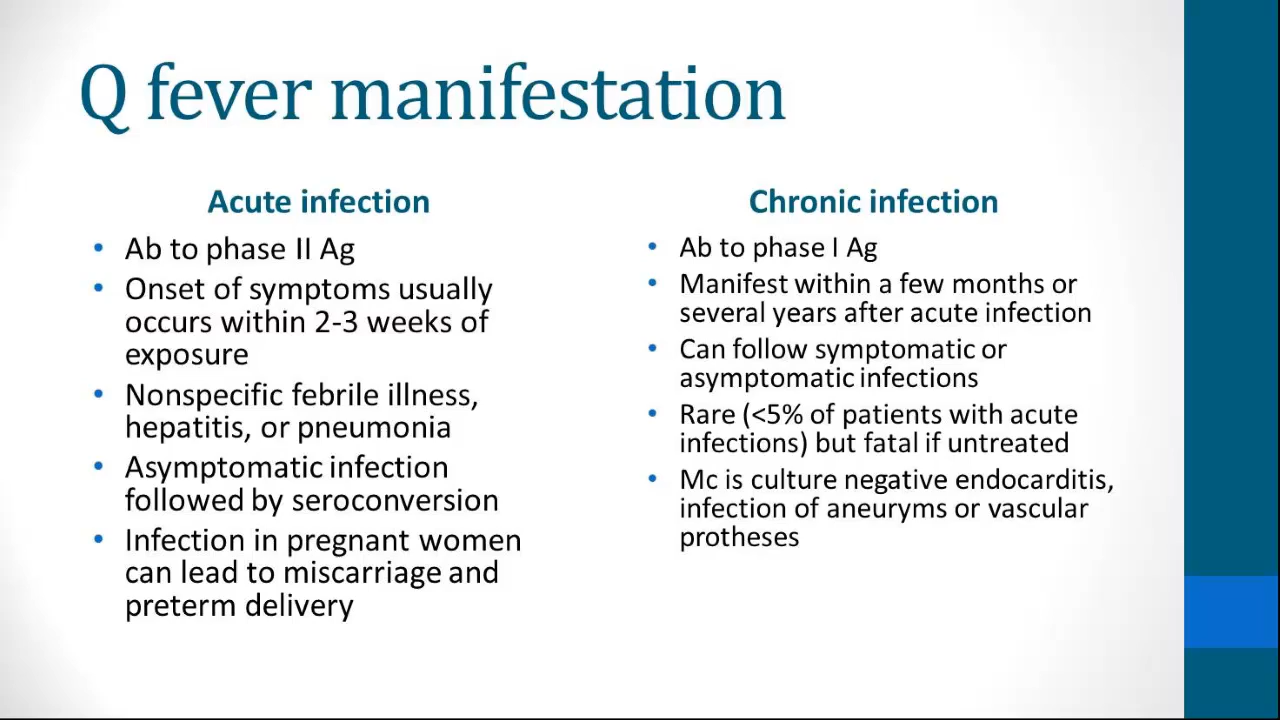 Q fever manifestation
Acute infection
• Ab to phase II Ag
• Onset of symptoms usually
occurs within 2-3 weeks of
exposure
• Nonspecific febrile illness,
hepatitis, or pneumonia
• Asymptomatic infection
followed by seroconversion
• Infection in pregnant women
can lead to miscarriage and
preterm delivery
Chronic infection
• Ab to phase I Ag
• Manifest within a few months or
several years after acute infection
• Can follow symptomatic or
asymptomatic infections
• Rare (<5% of patients with acute
infections) but fatal if untreated
• Mc is culture negative endocarditis,
infection of aneuryms or vascular
protheses